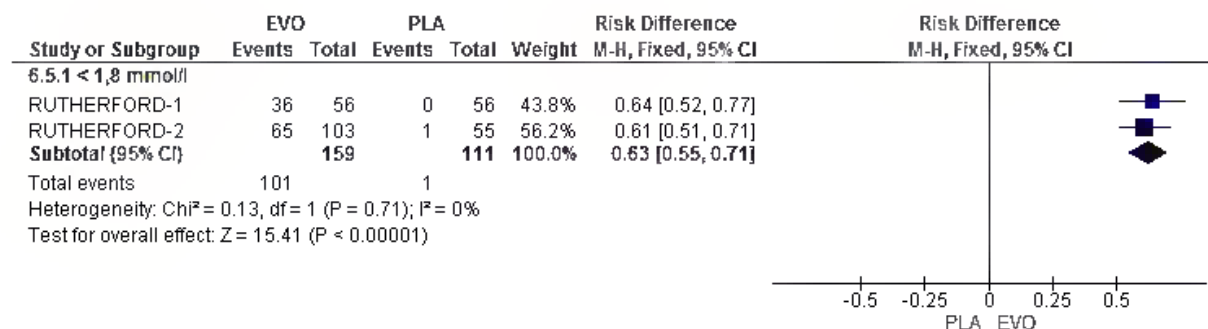 EVO PLA Risk Difference Risk Difference
Study or Subgroup Events Total Events Total Weight M-H, Fixed, 95% CI M-H, Fixed, 95% CI
6.5.1 < 1,8 mmol/l
RUTHERFORD-1 36 56 0 56 43.8% 0.64 [0.52, 0.77]
RUTHERFORD-2 65 103 1 55 56.2% 0.61 [0.51, 0.71]
Subtotal (95% CI) 159 111 100.0% 0.63 [0.55, 0.71]
Total events 101 1
Heterogeneity: Chi² = 0.13, df = 1 (P = 0.71); I² = 0%
Test for overall effect: Z = 15.41 (P < 0.00001)
-0.5 -0.25 0 0.25 0.5
PLA EVO